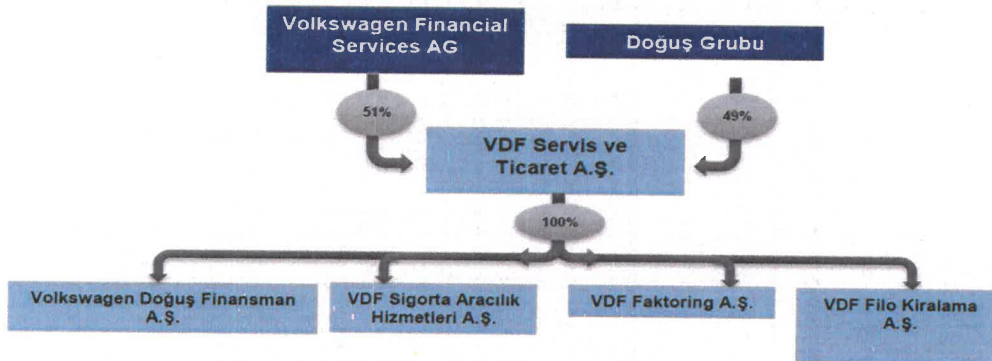 Volkswagen Financial
Services AG
Doğuş Grubu
51%
49%
VDF Servis ve
Ticaret A.Ş.
100%
Volkswagen Doğuş Finansman
A.Ş.
VDF Sigorta Aracılık
Hizmetleri A.Ş.
VDF Faktoring A.Ş.
VDF Filo Kiralama
A.Ş.